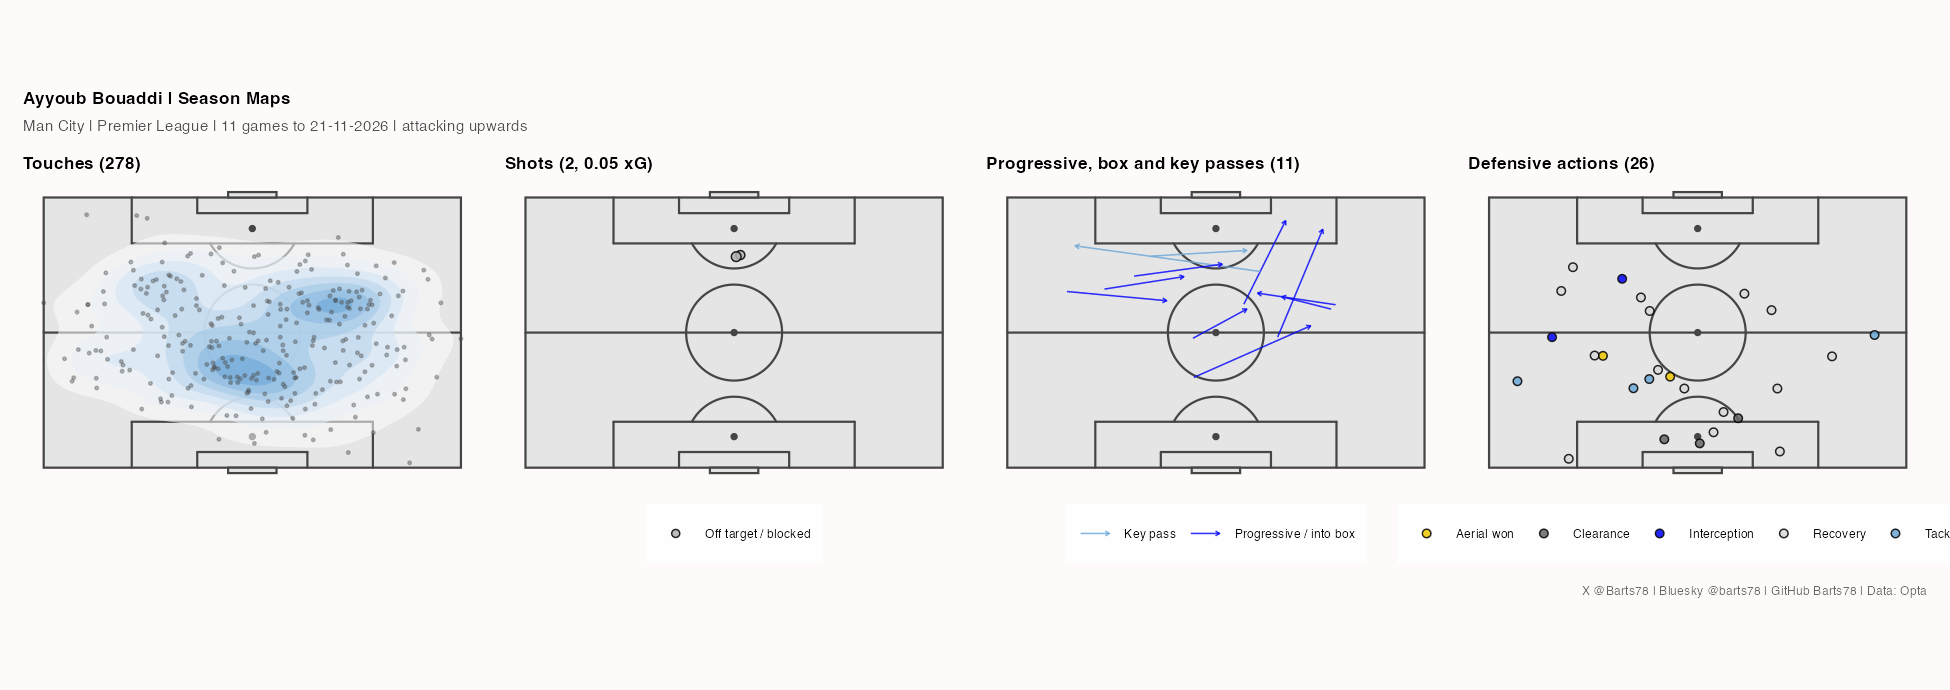 Ayyoub Bouaddi | Season Maps
Man City | Premier League | 11 games to 21-11-2026 | attacking upwards
Touches (278)
Shots (2, 0.05 xG)
Progressive, box and key passes (11)
Defensive actions (26)
Off target / blocked
Key pass
Progressive / into box
Aerial won
Clearance
Interception
Recovery
Tack
X @Barts78 | Bluesky @barts78 | GitHub Barts78 | Data: Opta